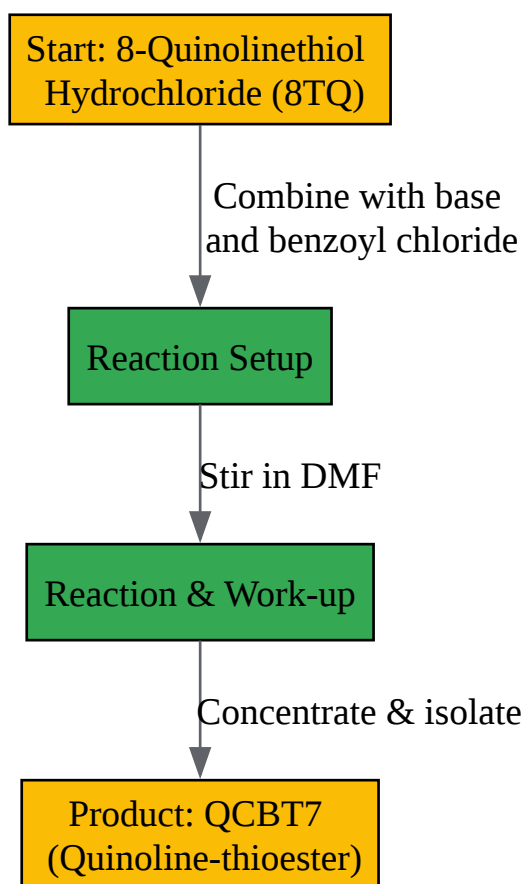 Start: 8-Quinolinethiol
Hydrochloride (8TQ)
Combine with base
and benzoyl chloride
Reaction Setup
Stir in DMF
Reaction & Work-up
Concentrate & isolate
Product: QCBT7
(Quinoline-thioester)